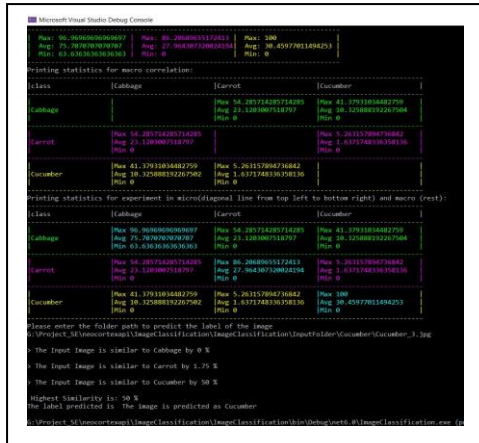 Microsoft Visual Studio Debug Console
| Max: 96.9696969696967 | Max: 86.20689655172413 | Max: 100 |
| Avg: 75.7070707070707 | Avg: 27.964307320024194 | Avg: 30.45977011494253 |
| Min: 63.63636363636363 | Min: 0 | Min: 0 |
Printing statistics for macro correlation:
|class |Cabbage |Carrot |Cucumber |
| | |Max 54.285714285714285 |Max 41.37931034482759 |
|Cabbage | |Avg 23.1203007518797 |Avg 10.325888192267504 |
| | |Min 0 |Min 0 |
| |Max 54.285714285714285 | |Max 5.263157894736842 |
|Carrot |Avg 23.1203007518797 | |Avg 1.6371748336358136 |
| |Min 0 | |Min 0 |
| |Max 41.37931034482759 |Max 5.263157894736842 | |
|Cucumber |Avg 10.325888192267502 |Avg 1.6371748336358136 | |
| |Min 0 |Min 0 | |
Printing statistics for experiment in micro(diagonal line from top left to bottom right) and macro (rest):
|class |Cabbage |Carrot |Cucumber |
| |Max 96.9696969696967 |Max 54.285714285714285 |Max 41.37931034482759 |
|Cabbage |Avg 75.7070707070707 |Avg 23.1203007518797 |Avg 10.325888192267504 |
| |Min 63.63636363636363 |Min 0 |Min 0 |
| |Max 54.285714285714285 |Max 86.20689655172413 |Max 5.263157894736842 |
|Carrot |Avg 23.1203007518797 |Avg 27.964307320024194 |Avg 1.6371748336358136 |
| |Min 0 |Min 0 |Min 0 |
| |Max 41.37931034482759 |Max 5.263157894736842 |Max 100 |
|Cucumber |Avg 10.325888192267502 |Avg 1.6371748336358136 |Avg 30.45977011494253 |
| |Min 0 |Min 0 |Min 0 |
Please enter the folder path to predict the label of the image
G:\Project_SE\neocortexapi\ImageClassification\ImageClassification\InputFolder\Cucumber\Cucumber_3.jpg
> The Input Image is similar to Cabbage by 0 %
> The Input Image is similar to Carrot by 1.75 %
> The Input Image is similar to Cucumber by 50 %
Highest Similarity is: 50 %
The label predicted is The image is predicted as Cucumber
G:\Project_SE\neocortexapi\ImageClassification\ImageClassification\bin\Debug\net6.0\ImageClassification.exe